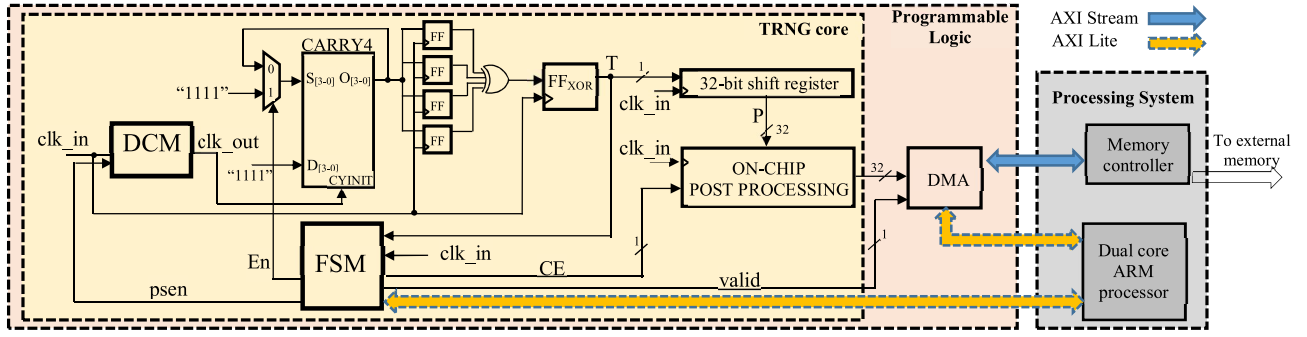 TRNG core
Programmable
Logic
AXI Stream
AXI Lite
CARRY4
0
1
"1111"
S[3-0] O[3-0]
D[3-0]
CYINIT
"1111"
FF
FF
FF
FF
FFXOR
T
1
clk_in
32-bit shift register
P
32
clk_in
ON-CHIP
POST PROCESSING
32
DMA
1
clk_in
DCM
clk_out
En
psen
FSM
clk_in
CE
1
valid
Processing System
Memory
controller
To external
memory
Dual core
ARM
processor